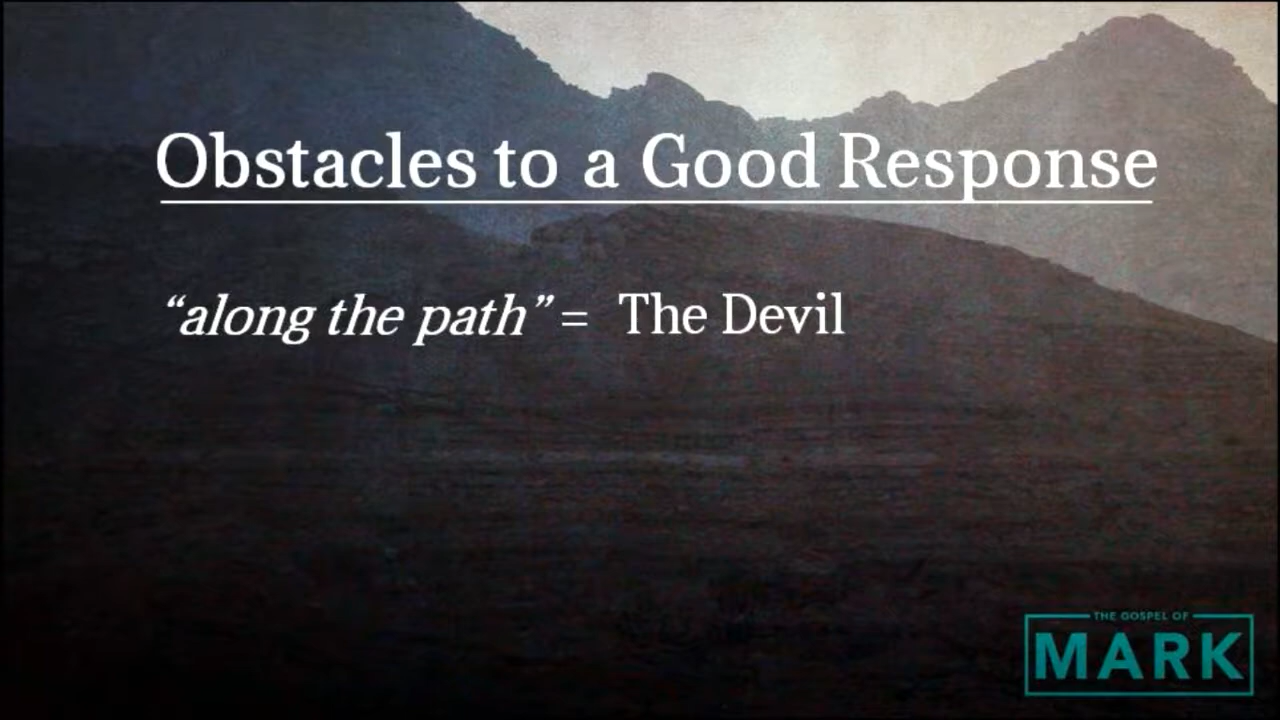 Obstacles to a Good Response
“along the path” = The Devil
THE GOSPEL OF
MARK